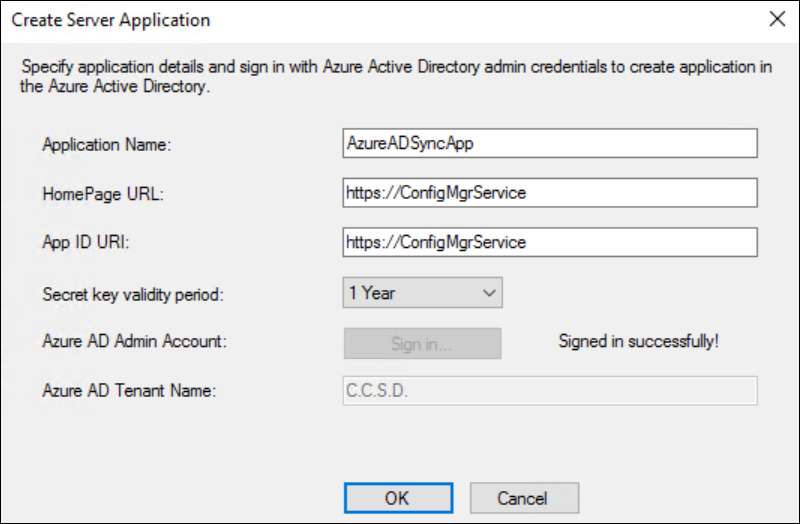 Create Server Application
Specify application details and sign in with Azure Active Directory admin credentials to create application in
the Azure Active Directory.
Application Name:
AzureADSyncApp
HomePage URL:
https://ConfigMgrService
App ID URI:
https://ConfigMgrService
Secret key validity period:
1 Year
Azure AD Admin Account:
Sign in...
Signed in successfully!
Azure AD Tenant Name:
C.C.S.D.
OK
Cancel